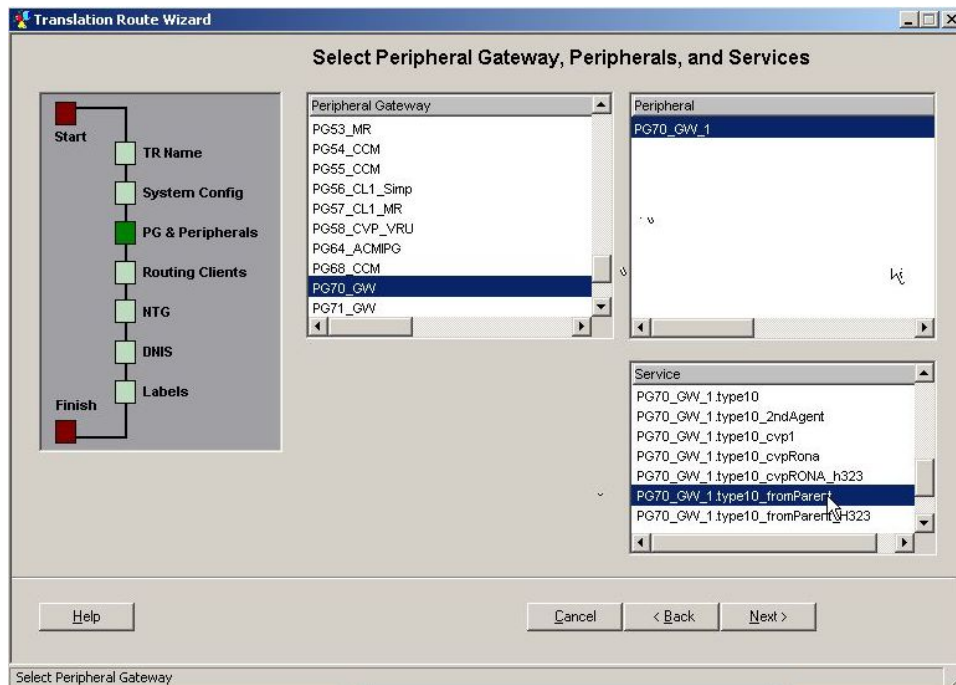 Translation Route Wizard
Select Peripheral Gateway, Peripherals, and Services
Start
TR Name
System Config
PG & Peripherals
Routing Clients
NTG
DNIS
Labels
Finish
Peripheral Gateway
PG53_MR
PG54_CCM
PG55_CCM
PG56_CL1_Simp
PG57_CL1_MR
PG58_CVP_VRU
PG64_ACMIPG
PG68_CCM
PG70_GW
PG71_GW
Peripheral
PG70_GW_1
Service
PG70_GW_1.type10
PG70_GW_1.type10_2ndAgent
PG70_GW_1.type10_cvp1
PG70_GW_1.type10_cvpRona
PG70_GW_1.type10_cvpRONA_h323
PG70_GW_1.type10_fromParent
PG70_GW_1.type10_fromParent_H323
Help
Cancel
< Back
Next >
Select Peripheral Gateway